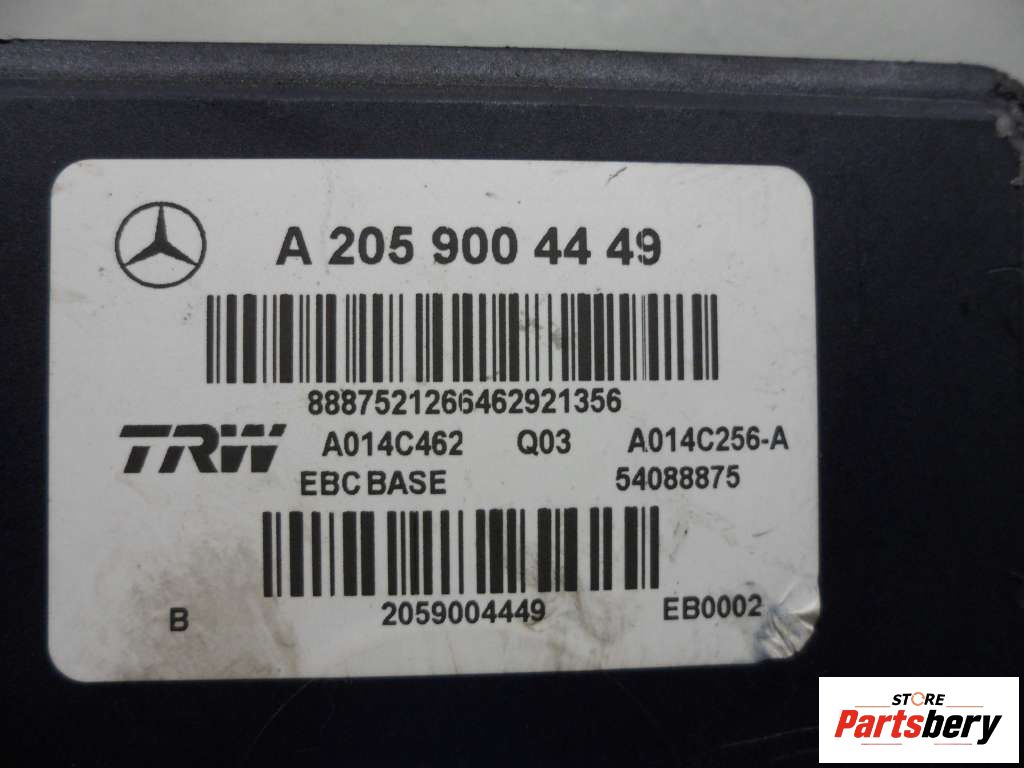 A 205 900 44 49
8887521266462921356
TRW A014C462 Q03 A014C256-A
EBC BASE 54088875
B 2059004449 EB0002
STORE
Partsbery